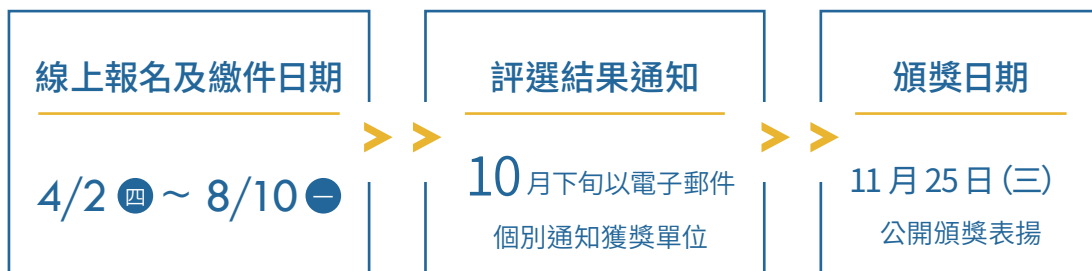 線上報名及繳件日期
4/2 四 ~ 8/10 一
評選結果通知
10 月下旬以電子郵件
個別通知獲獎單位
頒獎日期
11 月 25 日 (三)
公開頒獎表揚